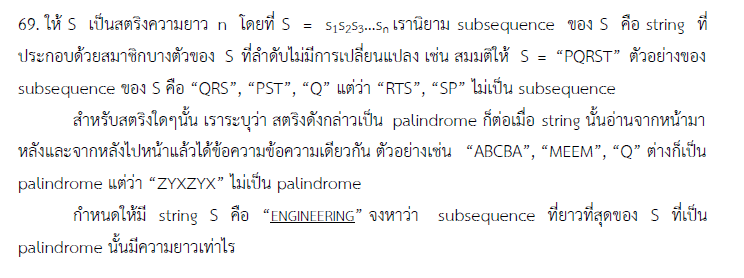 69. ให้ S เป็นสตริงความยาว n โดยที่ S = s₁s₂s₃...sₙ เรานิยาม subsequence ของ S คือ string ที่
ประกอบด้วยสมาชิกบางตัวของ S ที่ลำดับไม่มีการเปลี่ยนแปลง เช่น สมมติให้ S = “PQRST” ตัวอย่างของ
subsequence ของ S คือ “QRS”, “PST”, “Q” แต่ว่า “RTS”, “SP” ไม่เป็น subsequence
สำหรับสตริงใดๆนั้น เราระบุว่า สตริงดังกล่าวเป็น palindrome ก็ต่อเมื่อ string นั้นอ่านจากหน้ามา
หลังและจากหลังไปหน้าแล้วได้ข้อความข้อความเดียวกัน ตัวอย่างเช่น “ABCBA”, “MEEM”, “Q” ต่างก็เป็น
palindrome แต่ว่า “ZYXZYX” ไม่เป็น palindrome
กำหนดให้มี string S คือ “ENGINEERING” จงหาว่า subsequence ที่ยาวที่สุดของ S ที่เป็น
palindrome นั้นมีความยาวเท่าไร